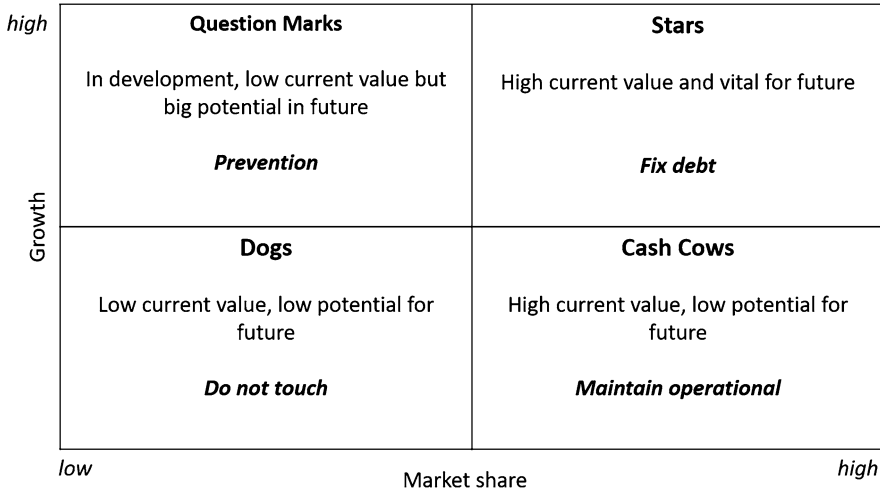 high
Question Marks
In development, low current value but
big potential in future
Prevention
Stars
High current value and vital for future
Fix debt
Growth
Dogs
Low current value, low potential for
future
Do not touch
Cash Cows
High current value, low potential for
future
Maintain operational
low
Market share
high